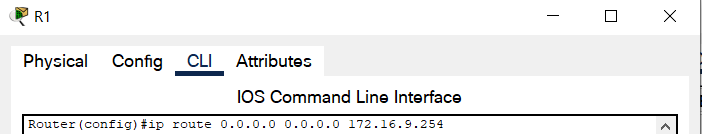 R1
Physical Config CLI Attributes
IOS Command Line Interface
Router(config)#ip route 0.0.0.0 0.0.0.0 172.16.9.254